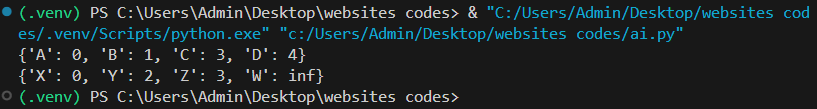 (.venv) PS C:\Users\Admin\Desktop\websites codes> & "C:/Users/Admin/Desktop/websites cod
es/.venv/Scripts/python.exe" "c:/Users/Admin/Desktop/websites codes/ai.py"
{'A': 0, 'B': 1, 'C': 3, 'D': 4}
{'X': 0, 'Y': 2, 'Z': 3, 'W': inf}
(.venv) PS C:\Users\Admin\Desktop\websites codes>